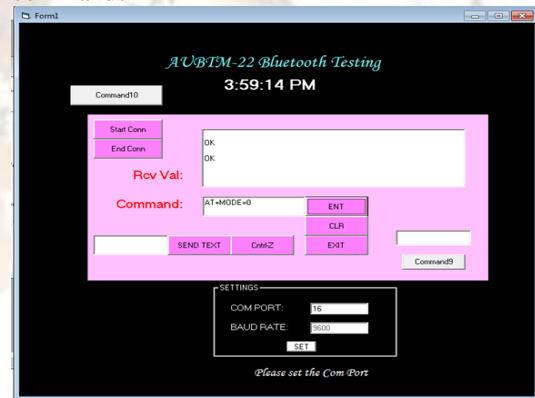 Form1
AUBTM-22 Bluetooth Testing
3:59:14 PM
Command10
Start Conn
End Conn
OK
OK
Rcv Val:
Command:
AT+MODE=0
ENT
CLR
SEND TEXT
Cntrl-Z
EXIT
Command9
SETTINGS
COM PORT:
16
BAUD RATE:
9600
SET
Please set the Com Port